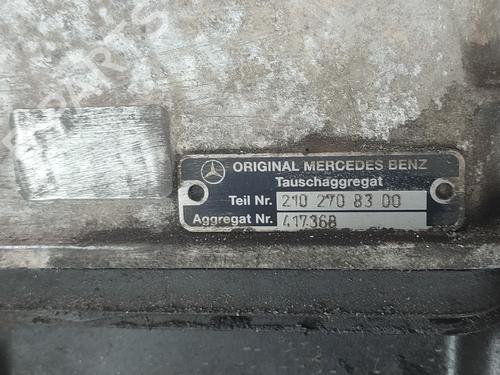 ORIGINAL MERCEDES BENZ
Tauschaggregat
Teil Nr. 210 270 83 00
Aggregat Nr. 417368